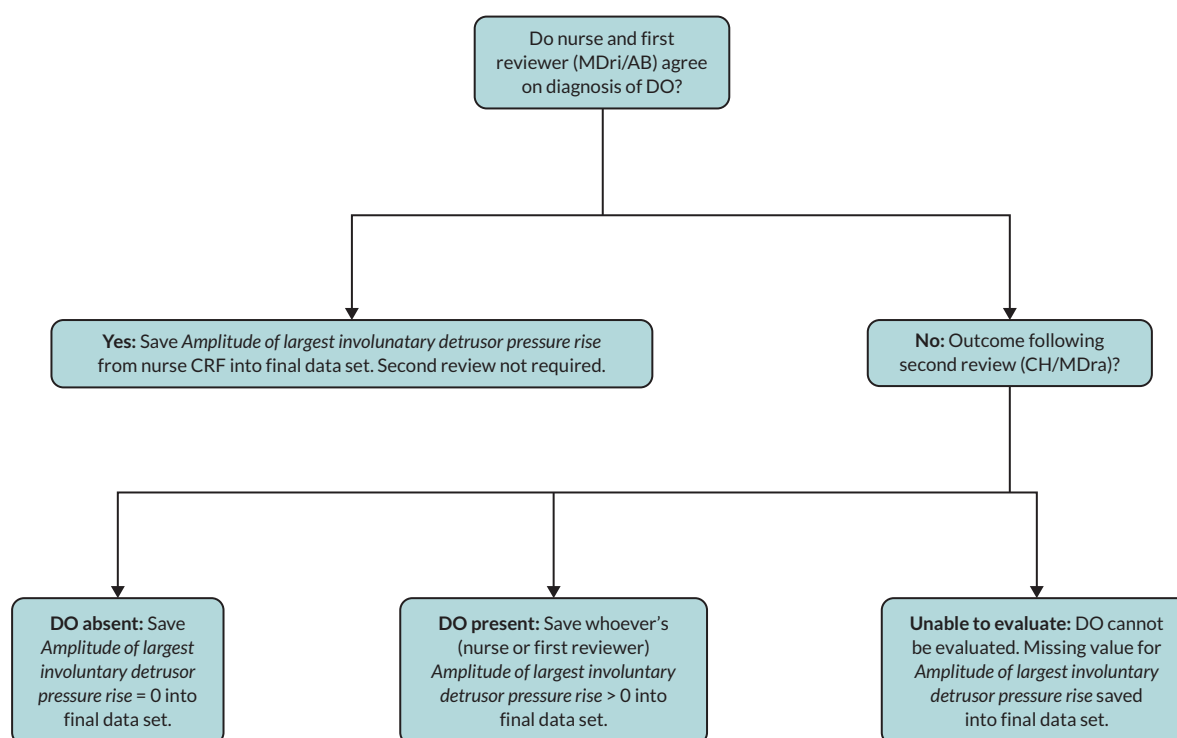 Do nurse and first
reviewer (MDri/AB) agree
on diagnosis of DO?
Yes: Save Amplitude of largest involunatary detrusor pressure rise
from nurse CRF into final data set. Second review not required.
No: Outcome following
second review (CH/MDra)?
DO absent: Save
Amplitude of largest
involuntary detrusor
pressure rise = 0 into
final data set.
DO present: Save whoever’s
(nurse or first reviewer)
Amplitude of largest involuntary
detrusor pressure rise > 0 into
final data set.
Unable to evaluate: DO cannot
be evaluated. Missing value for
Amplitude of largest involuntary
detrusor pressure rise saved
into final data set.